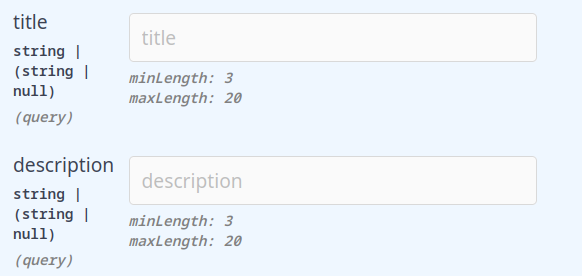 title
title
string |
(string |
null)
(query)
minLength: 3
maxLength: 20
description
description
string |
(string |
null)
(query)
minLength: 3
maxLength: 20